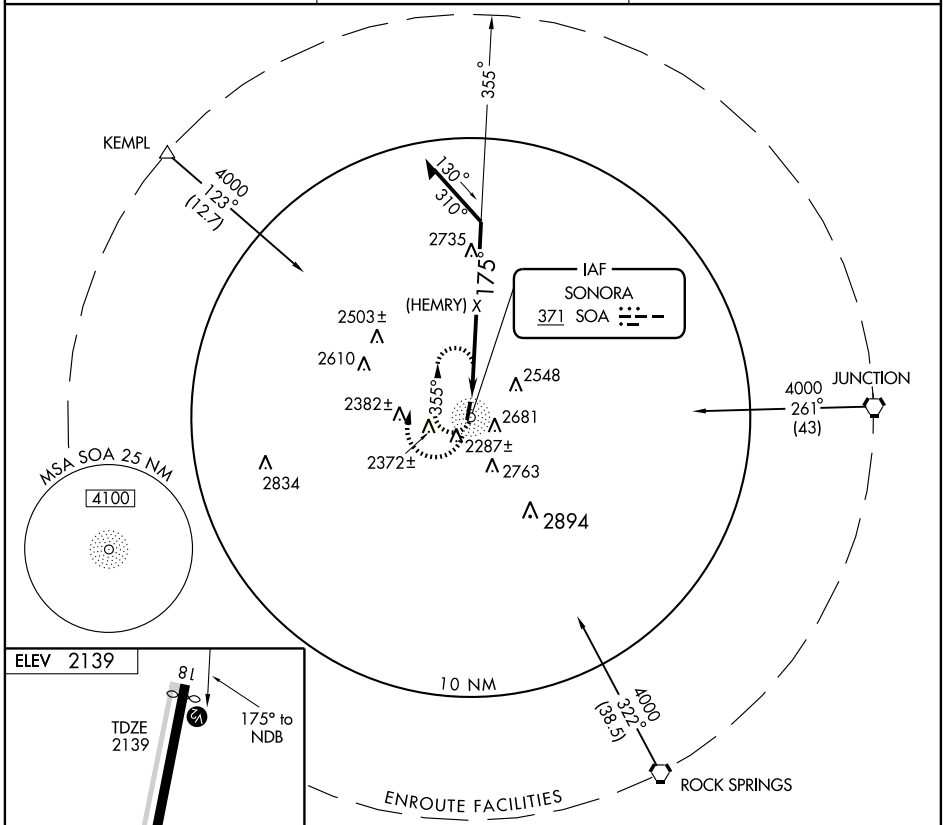 355°
KEMPL
4000
123°
(12.7)
130°
310°
2735
175°
IAF
SONORA
371 SOA
(HEMRY) X
2503±
2610
2548
JUNCTION
4000
261°
(43)
355°
2382±
2681
2287±
2372±
2763
2834
2894
MSA SOA 25 NM
4100
ELEV 2139
18
V2
TDZE
2139
175° to
NDB
10 NM
4000
322°
(38.5)
ROCK SPRINGS
ENROUTE FACILITIES